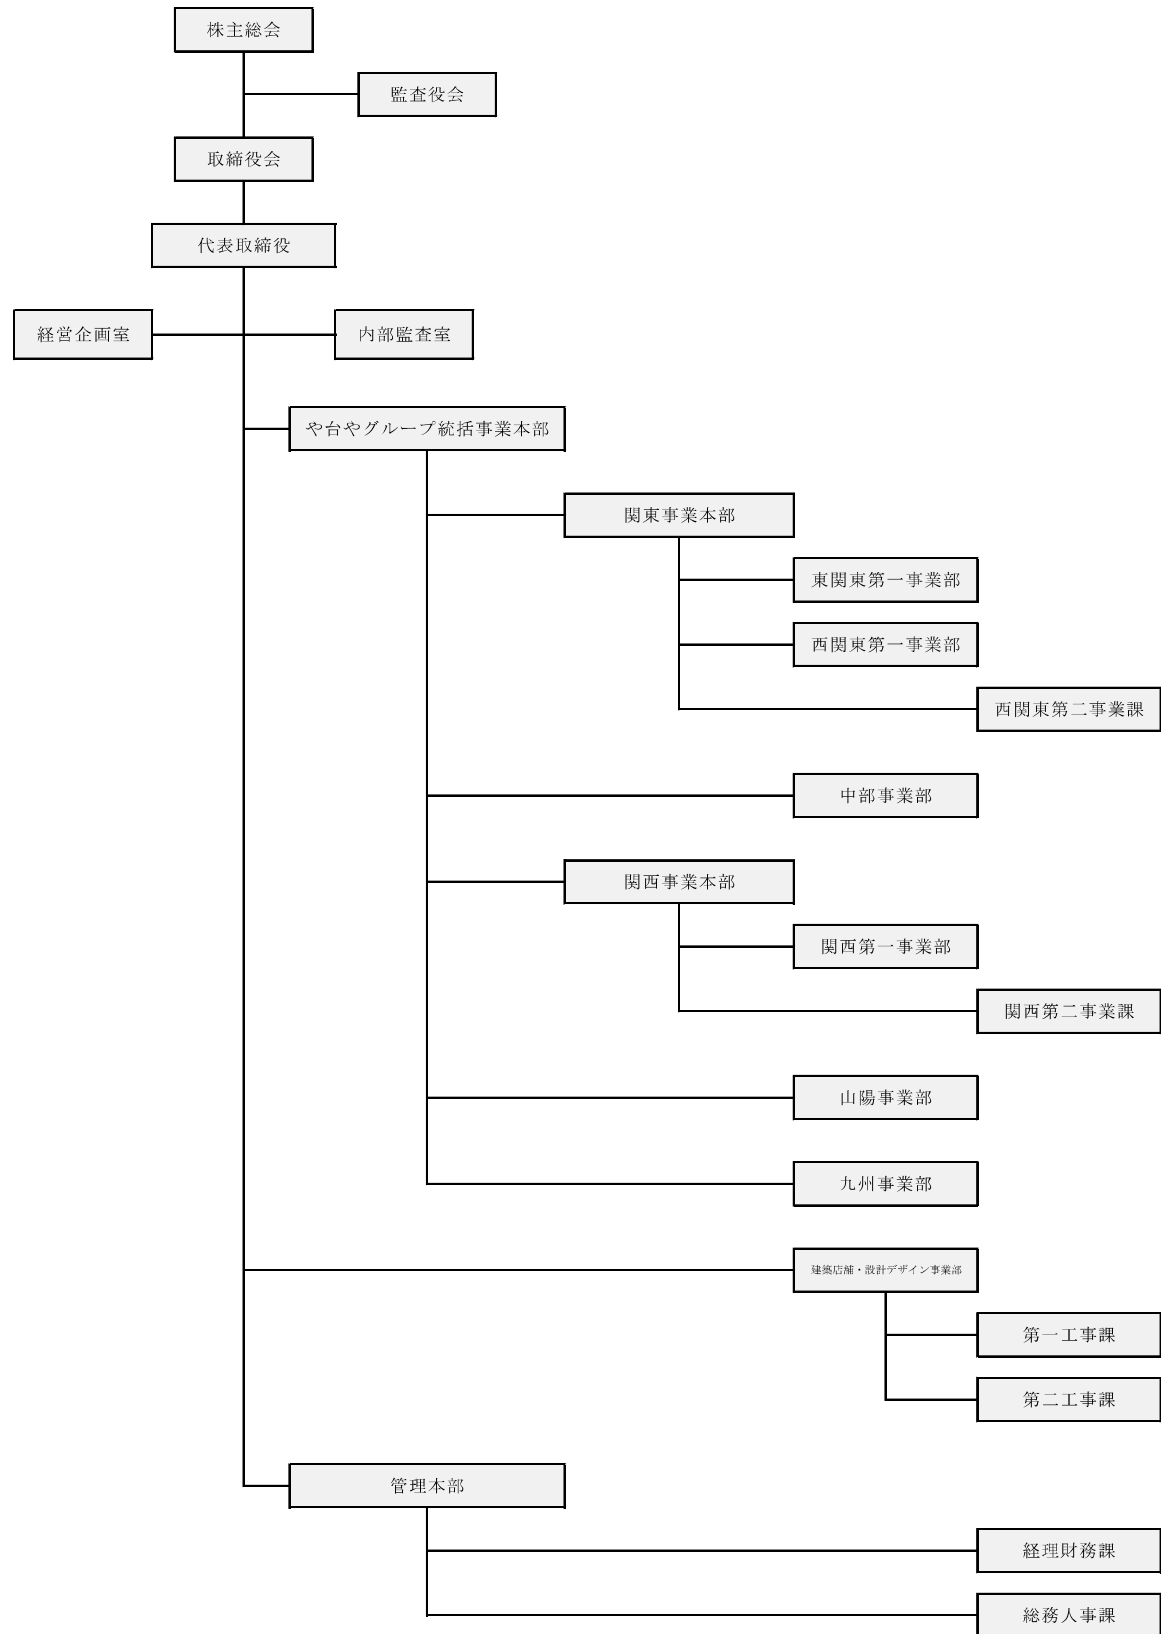 株主総会
監査役会
取締役会
代表取締役
経営企画室
内部監査室
や台やグループ統括事業本部
関東事業本部
東関東第一事業部
西関東第一事業部
西関東第二事業課
中部事業部
関西事業本部
関西第一事業部
関西第二事業課
山陽事業部
九州事業部
建築店舗・設計デザイン事業部
第一工事課
第二工事課
管理本部
経理財務課
総務人事課